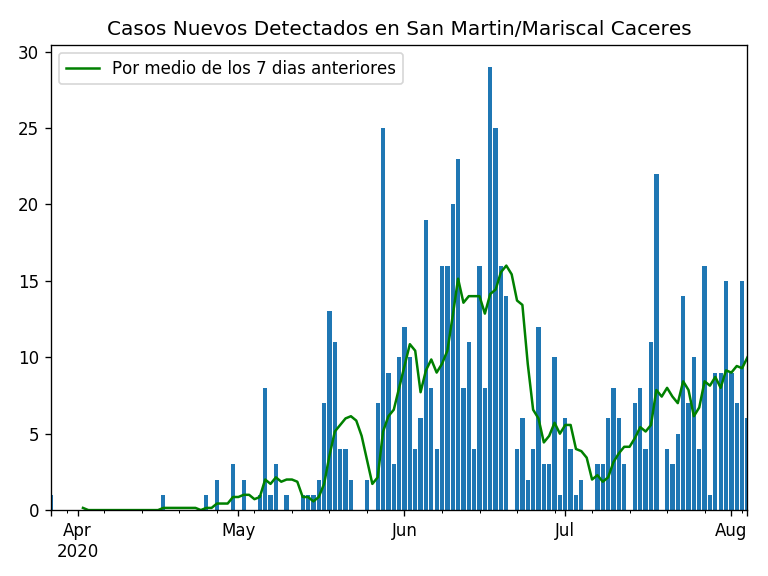 Casos Nuevos Detectados en San Martin/Mariscal Caceres
Por medio de los 7 dias anteriores
30
25
20
15
10
5
0
Apr May Jun Jul Aug
2020